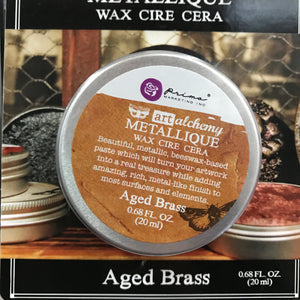 METALLIQUE
WAX CIRE CERA
Prima
MARKETING INC
art alchemy
METALLIQUE
WAX CIRE CERA
Beautiful, metallic, beeswax-based
paste which will turn your artwork
into a real treasure while adding
amazing, rich, metal-like finish to
most surfaces and elements.
Aged Brass
0.68 FL. OZ.
(20 ml)
Aged Brass
0.68 FL. OZ.
(20 ml)